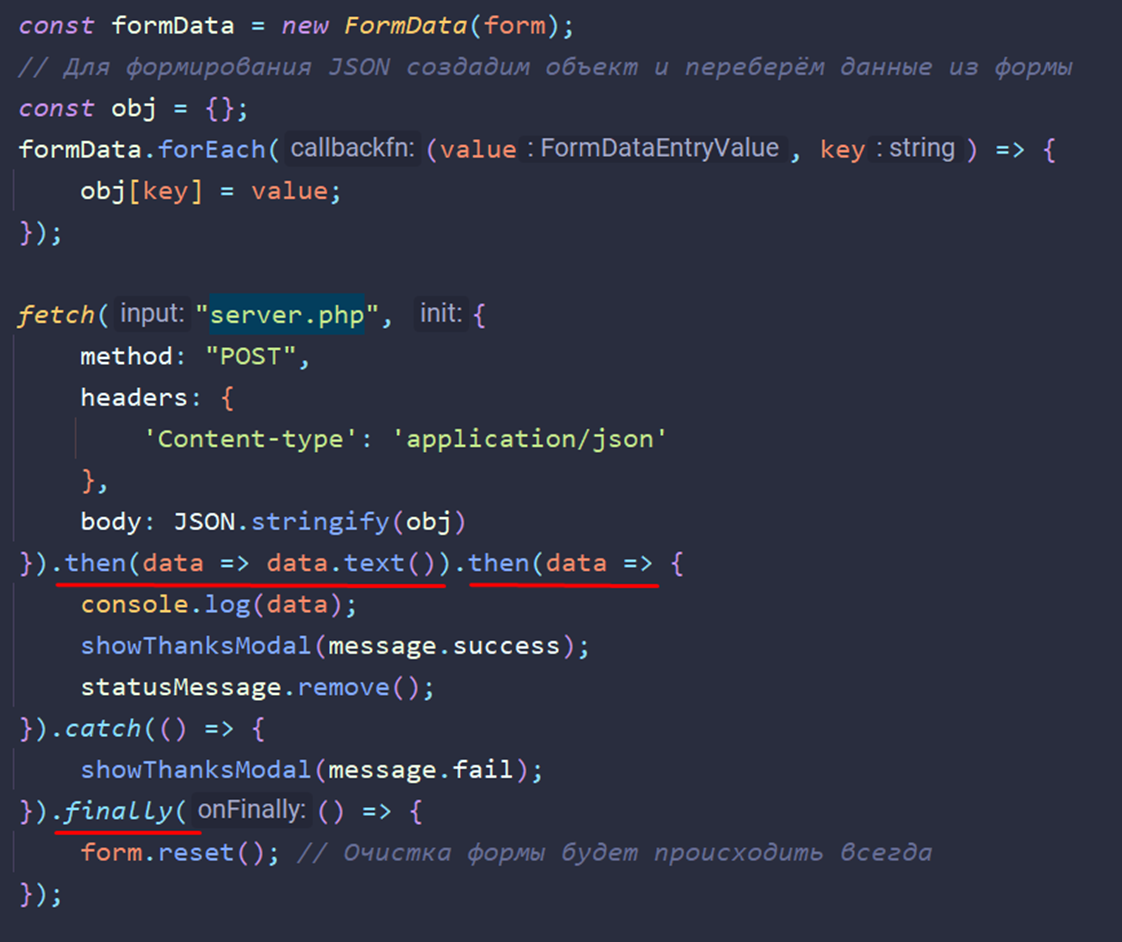 const formData = new FormData(form);
// Для формирования JSON создадим объект и переберём данные из формы
const obj = {};
formData.forEach( callbackfn: (value : FormDataEntryValue , key : string ) => {
    obj[key] = value;
});

fetch( input: "server.php", init: {
    method: "POST",
    headers: {
        'Content-type': 'application/json'
    },
    body: JSON.stringify(obj)
}).then(data => data.text()).then(data => {
    console.log(data);
    showThanksModal(message.success);
    statusMessage.remove();
}).catch(() => {
    showThanksModal(message.fail);
}).finally( onFinally: () => {
    form.reset(); // Очистка формы будет происходить всегда
});